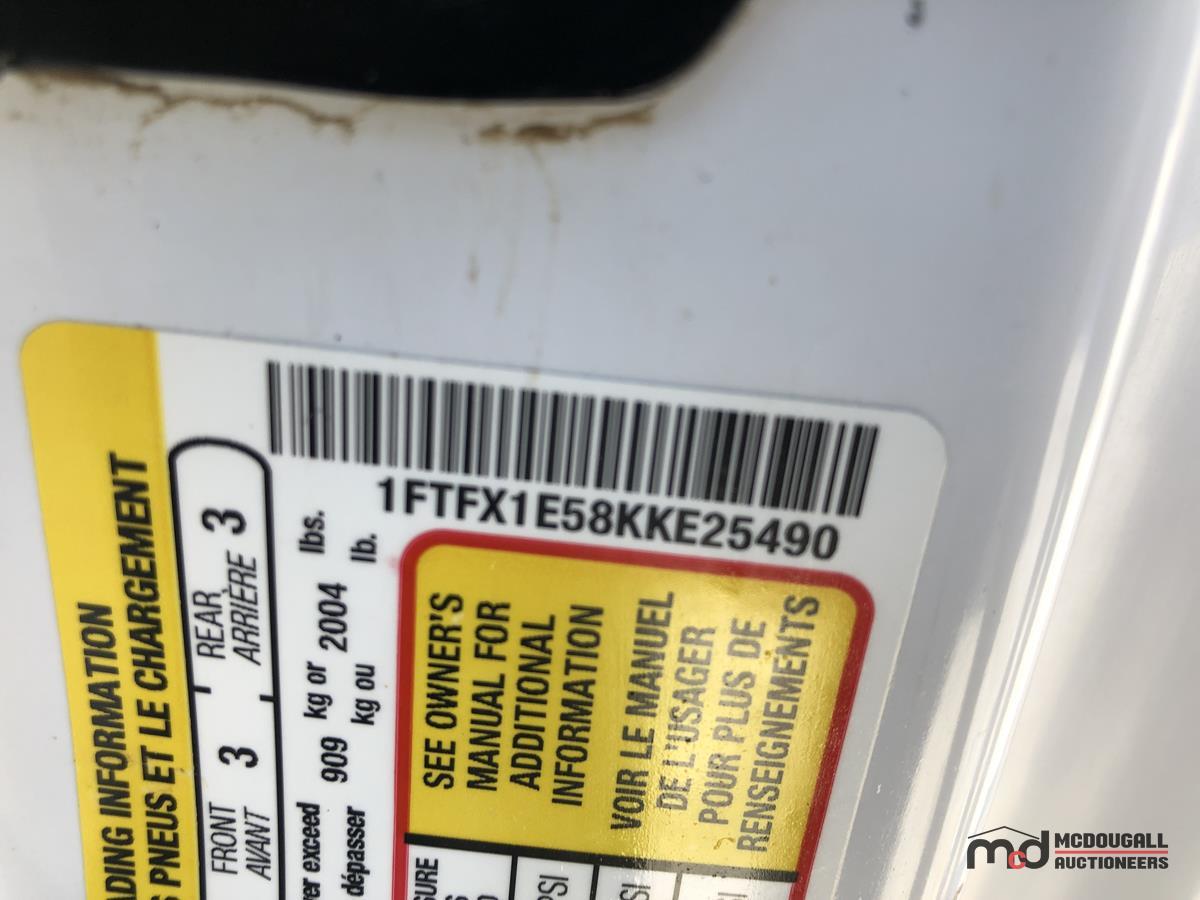 1FTFX1E58KKE25490
ADING INFORMATION
PNEUS ET LE CHARGEMENT
FRONT 3 REAR 3
AVANT ARRIÈRE
exceed 909 kg or 2004 lbs.
dépasser kg ou lb.
SEE OWNER'S
MANUAL FOR
ADDITIONAL
INFORMATION
VOIR LE MANUEL
DE L'USAGER
POUR PLUS DE
RENSEIGNEMENTS
mcd MCDOUGALL
AUCTIONEERS